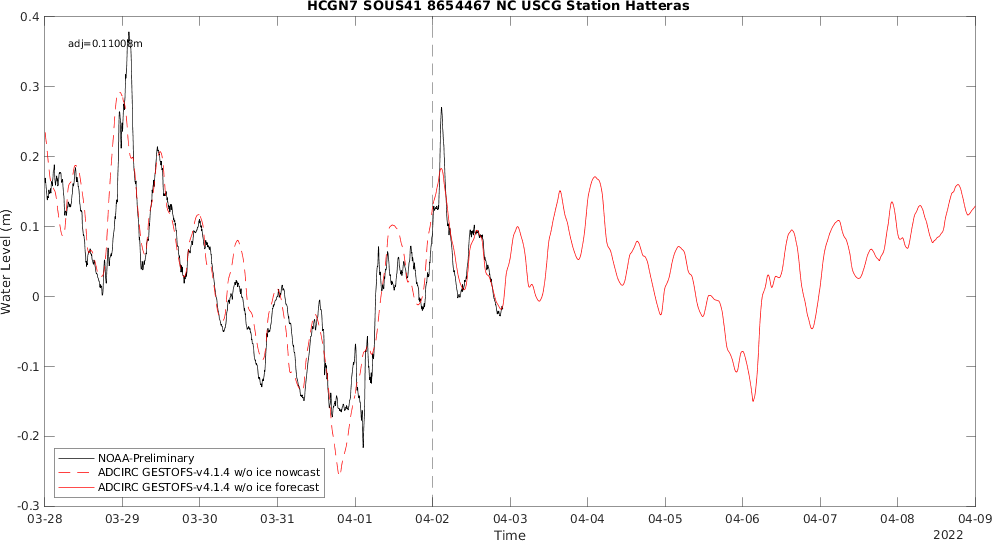 HCGN7 SOUS41 8654467 NC USCG Station Hatteras
adj=0.11008m
0.4
0.3
0.2
0.1
0
-0.1
-0.2
-0.3
Water Level (m)
NOAA-Preliminary
ADCIRC GESTOFS-v4.1.4 w/o ice nowcast
ADCIRC GESTOFS-v4.1.4 w/o ice forecast
03-28 03-29 03-30 03-31 04-01 04-02 04-03 04-04 04-05 04-06 04-07 04-08 04-09
Time
2022